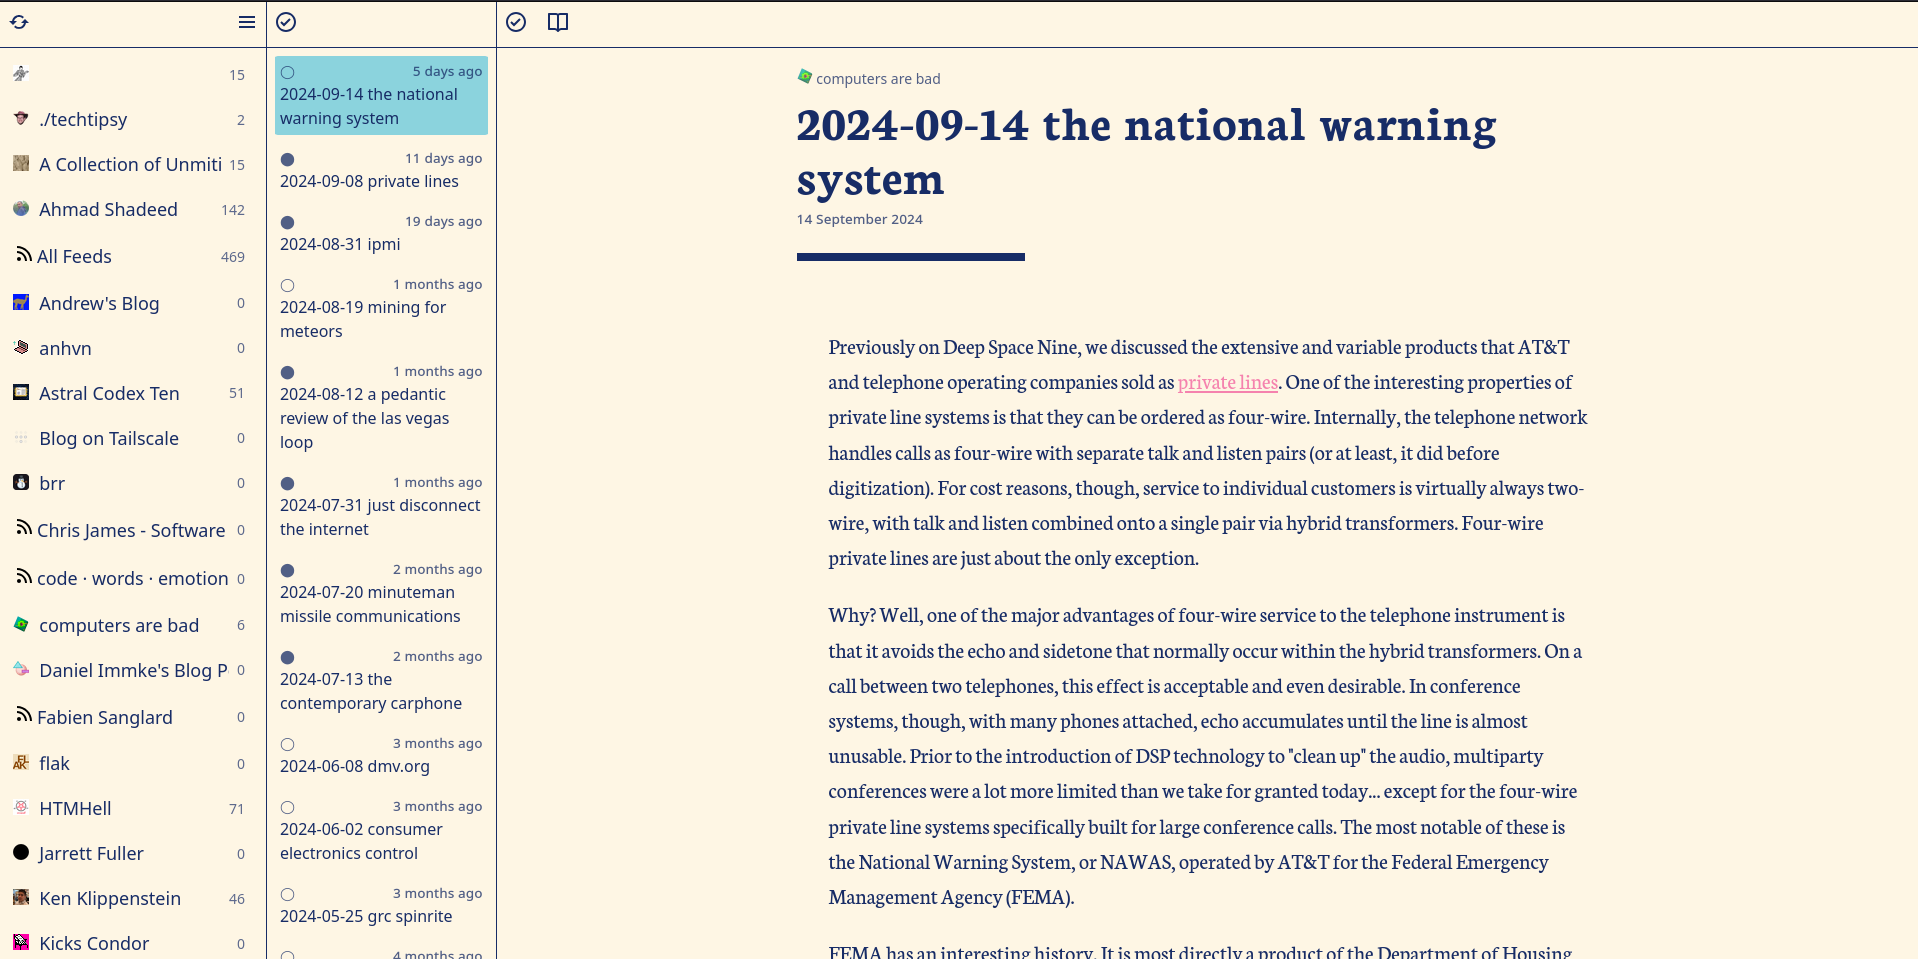 15
./techtipsy 2
A Collection of Unmiti 15
Ahmad Shadeed 142
All Feeds 469
Andrew's Blog 0
anhvn 0
Astral Codex Ten 51
Blog on Tailscale 0
brr 0
Chris James - Software 0
code · words · emotion 0
computers are bad 6
Daniel Immke's Blog P 0
Fabien Sanglard 0
flak 0
HTMHell 71
Jarrett Fuller 0
Ken Klippenstein 46
Kicks Condor 0
5 days ago
2024-09-14 the national
warning system
11 days ago
2024-09-08 private lines
19 days ago
2024-08-31 ipmi
1 months ago
2024-08-19 mining for
meteors
1 months ago
2024-08-12 a pedantic
review of the las vegas
loop
1 months ago
2024-07-31 just disconnect
the internet
2 months ago
2024-07-20 minuteman
missile communications
2 months ago
2024-07-13 the
contemporary carphone
3 months ago
2024-06-08 dmv.org
3 months ago
2024-06-02 consumer
electronics control
3 months ago
2024-05-25 grc spinrite
4 months ago
computers are bad
2024-09-14 the national warning
system
14 September 2024
Previously on Deep Space Nine, we discussed the extensive and variable products that AT&T
and telephone operating companies sold as private lines. One of the interesting properties of
private line systems is that they can be ordered as four-wire. Internally, the telephone network
handles calls as four-wire with separate talk and listen pairs (or at least, it did before
digitization). For cost reasons, though, service to individual customers is virtually always two-
wire, with talk and listen combined onto a single pair via hybrid transformers. Four-wire
private lines are just about the only exception.
Why? Well, one of the major advantages of four-wire service to the telephone instrument is
that it avoids the echo and sidetone that normally occur within the hybrid transformers. On a
call between two telephones, this effect is acceptable and even desirable. In conference
systems, though, with many phones attached, echo accumulates until the line is almost
unusable. Prior to the introduction of DSP technology to "clean up" the audio, multiparty
conferences were a lot more limited than we take for granted today... except for the four-wire
private line systems specifically built for large conference calls. The most notable of these is
the National Warning System, or NAWAS, operated by AT&T for the Federal Emergency
Management Agency (FEMA).
FEMA has an interesting history. It is most directly a product of the Department of Housing